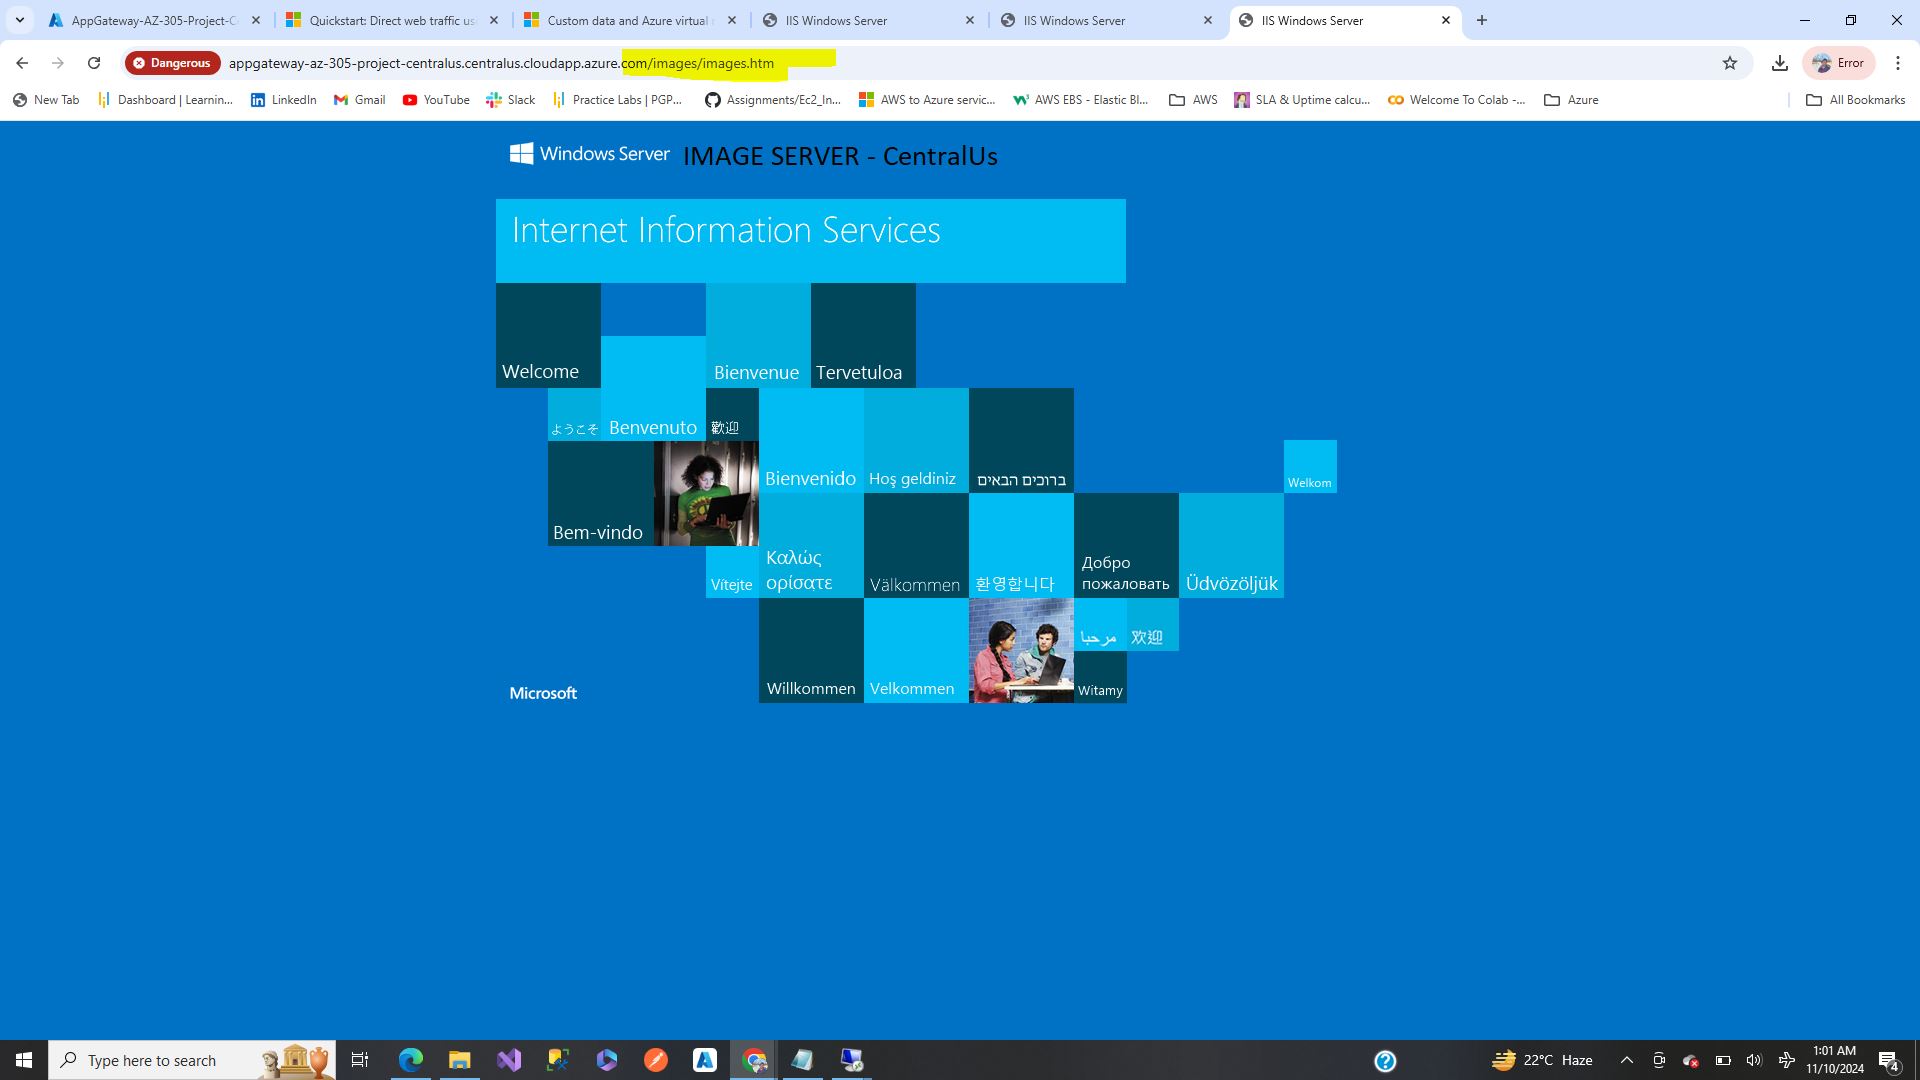 AppGateway-AZ-305-Project-Ce
Quickstart: Direct web traffic us
Custom data and Azure virtual m
IIS Windows Server
IIS Windows Server
IIS Windows Server
Dangerous
appgateway-az-305-project-centralus.centralus.cloudapp.azure.com/images/images.htm
Error
New Tab
Dashboard | Learnin...
LinkedIn
Gmail
YouTube
Slack
Practice Labs | PGP...
Assignments/Ec2_In...
AWS to Azure servic...
AWS EBS - Elastic Bl...
AWS
SLA & Uptime calcu...
Welcome To Colab -...
Azure
All Bookmarks
Windows Server IMAGE SERVER - CentralUs
Internet Information Services
Welcome
Bienvenue
Tervetuloa
ようこそ
Benvenuto
歡迎
Bienvenido
Hoş geldiniz
ברוכים הבאים
Welkom
Bem-vindo
Vítejte
Καλώς
ορίσατε
Välkommen
환영합니다
Добро
пожаловать
Üdvözöljük
مرحبا
欢迎
Microsoft
Willkommen
Velkommen
Witamy
Type here to search
22°C Haze
1:01 AM
11/10/2024
4